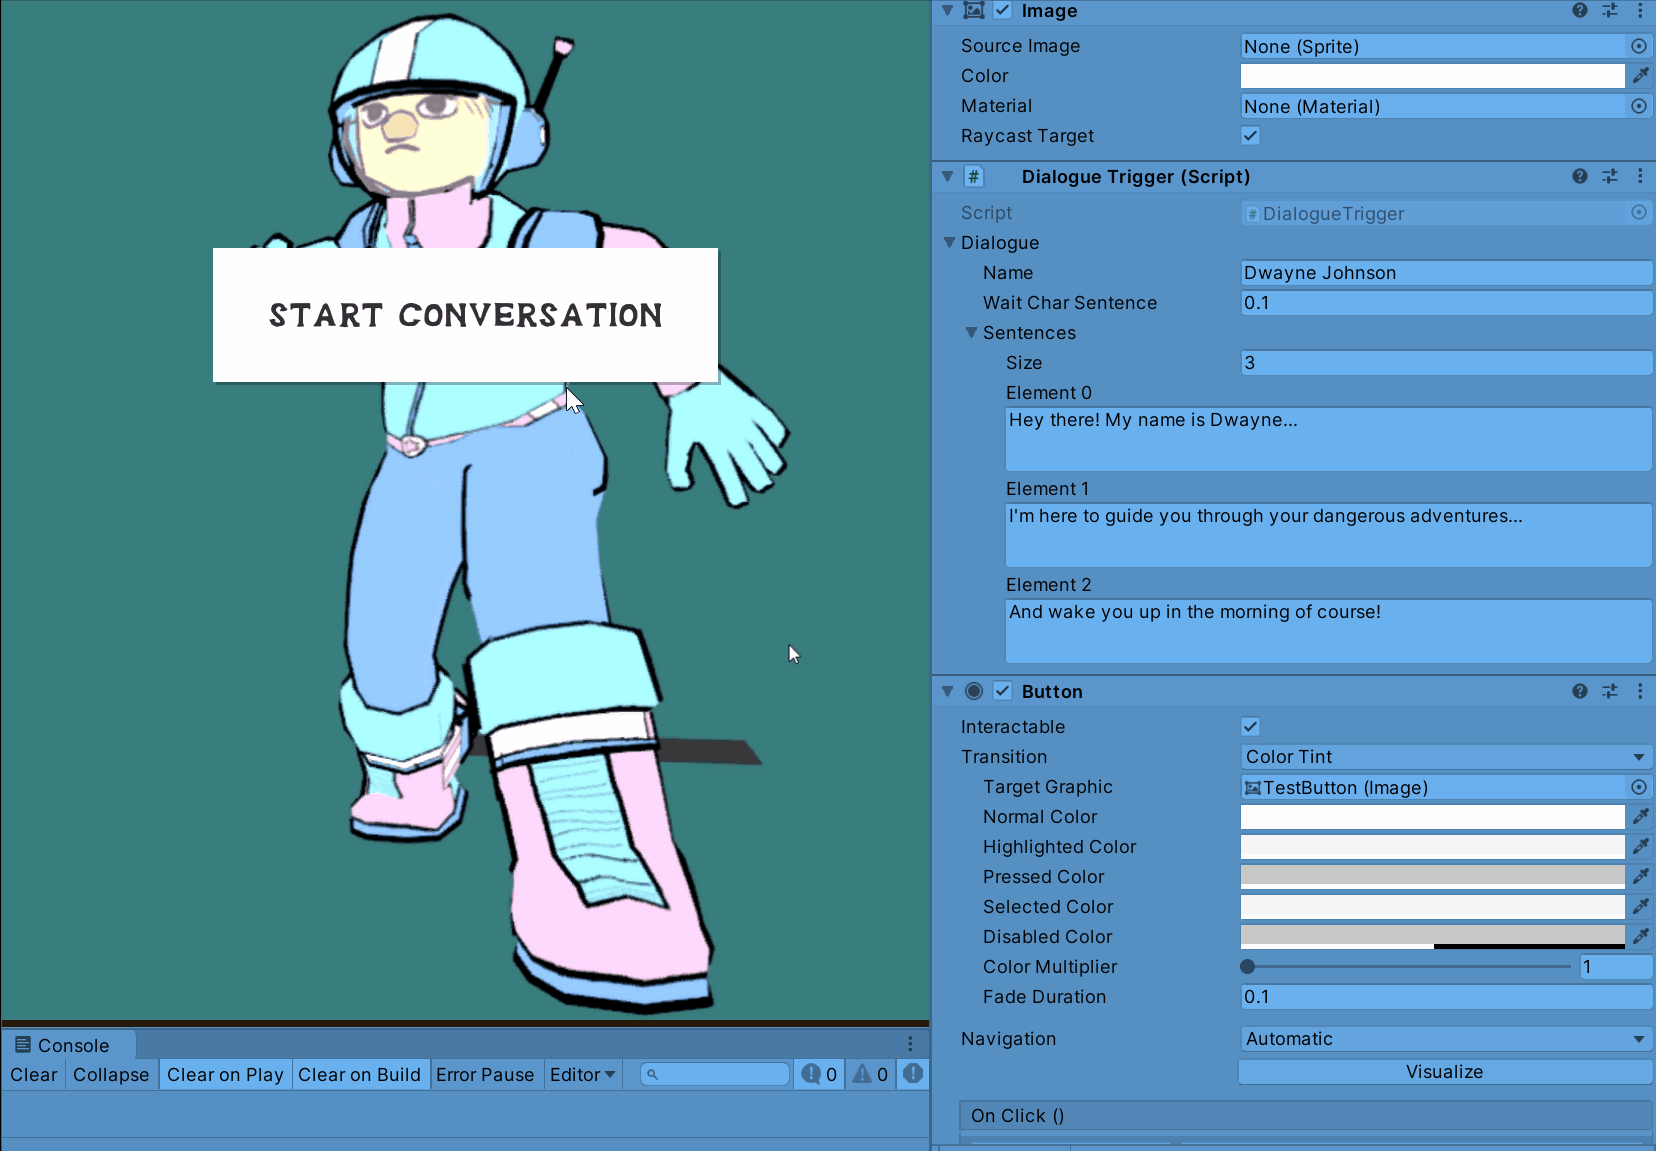 START CONVERSATION
Image
Source Image
None (Sprite)
Color
Material
None (Material)
Raycast Target
#
Dialogue Trigger (Script)
Script
# DialogueTrigger
Dialogue
Name
Dwayne Johnson
Wait Char Sentence
0.1
Sentences
Size
3
Element 0
Hey there! My name is Dwayne...
Element 1
I'm here to guide you through your dangerous adventures...
Element 2
And wake you up in the morning of course!
Button
Interactable
Transition
Color Tint
Target Graphic
TestButton (Image)
Normal Color
Highlighted Color
Pressed Color
Selected Color
Disabled Color
Color Multiplier
1
Fade Duration
0.1
Navigation
Automatic
Visualize
On Click ()
Console
Clear
Collapse
Clear on Play
Clear on Build
Error Pause
Editor
0
0